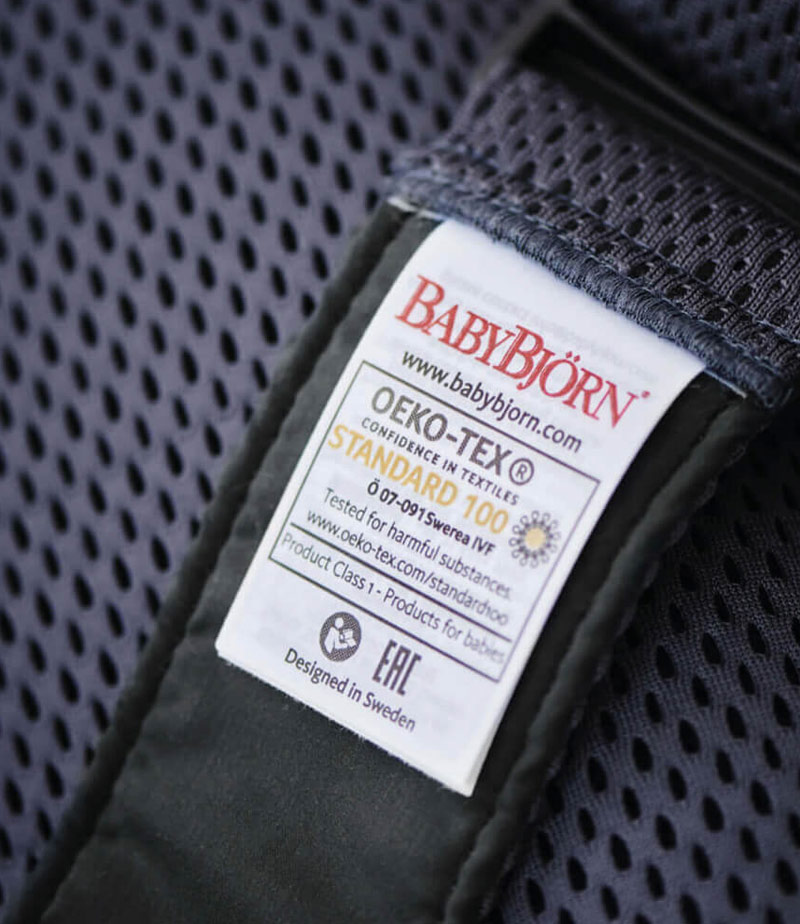 BABYBJÖRN®
www.babybjorn.com
OEKO-TEX®
CONFIDENCE IN TEXTILES
STANDARD 100
Ö 07-091 Swerea IVF
Tested for harmful substances.
www.oeko-tex.com/standard100
Product Class 1 - Products for babies
EAC
Designed in Sweden